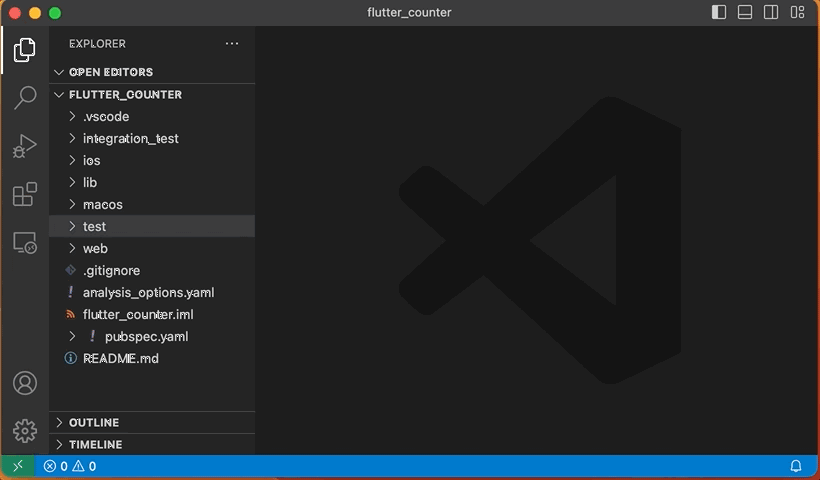 flutter_counter
EXPLORER
OPEN EDITORS
FLUTTER_COUNTER
.vscode
integration_test
ios
lib
macos
test
web
.gitignore
analysis_options.yaml
flutter_counter.iml
pubspec.yaml
README.md
OUTLINE
TIMELINE
0 0